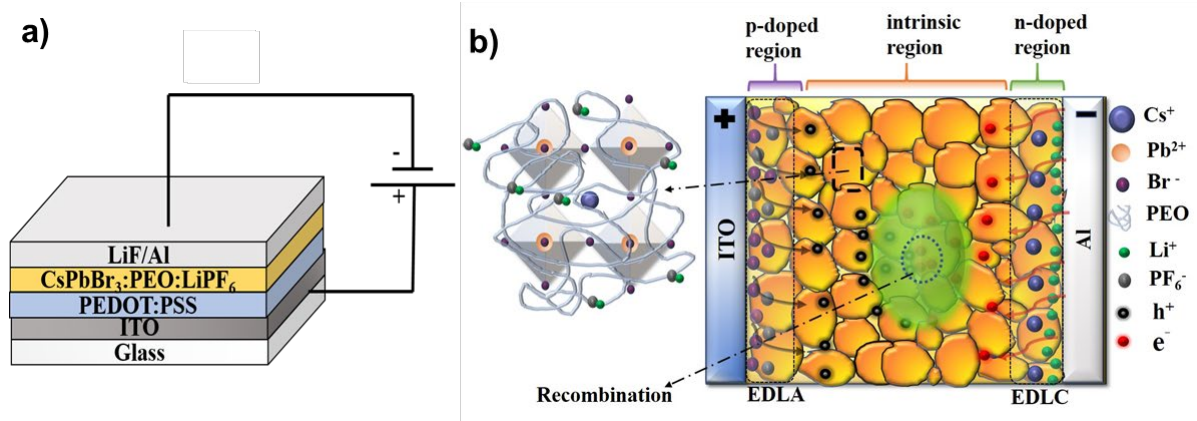 a)
-
+
LiF/Al
CsPbBr₃:PEO:LiPF₆
PEDOT:PSS
ITO
Glass
b)
p-doped
region
intrinsic
region
n-doped
region
+
-
ITO
Al
EDLA
EDLC
Recombination
Cs⁺
Pb²⁺
Br⁻
PEO
Li⁺
PF₆⁻
h⁺
e⁻